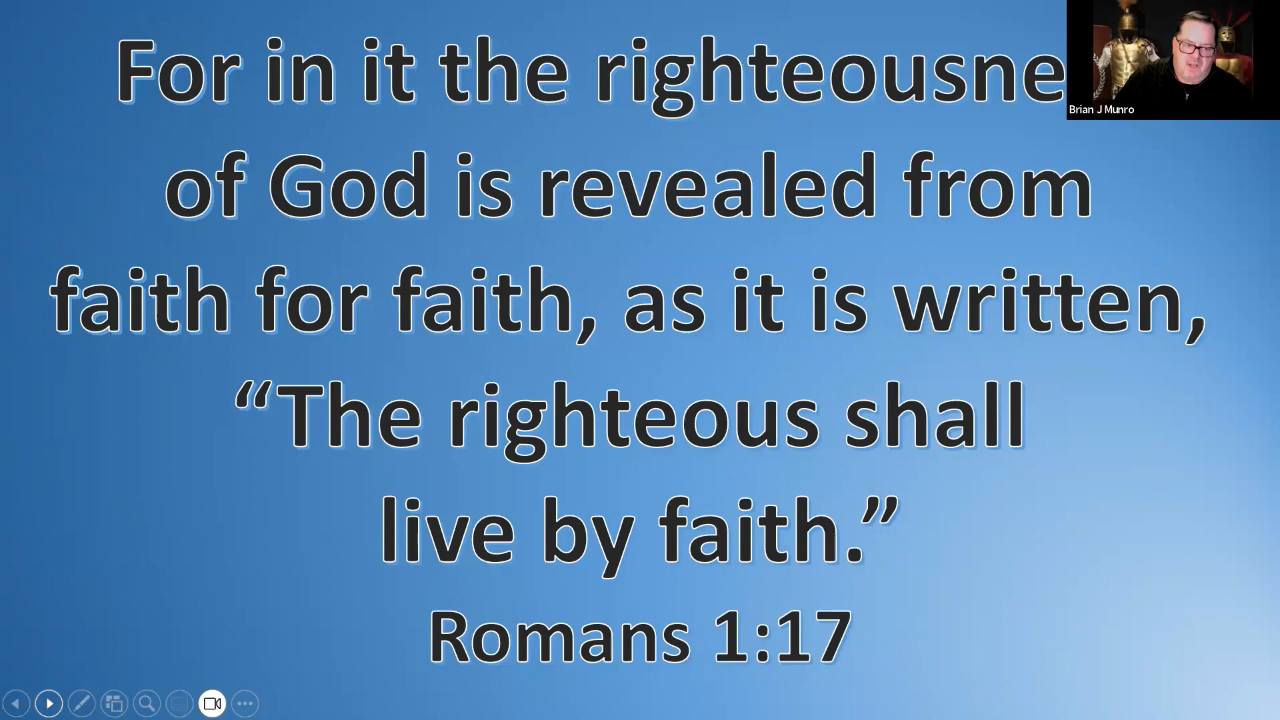 For in it the righteousne
of God is revealed from
faith for faith, as it is written,
“The righteous shall
live by faith.”
Romans 1:17
Brian J Munro